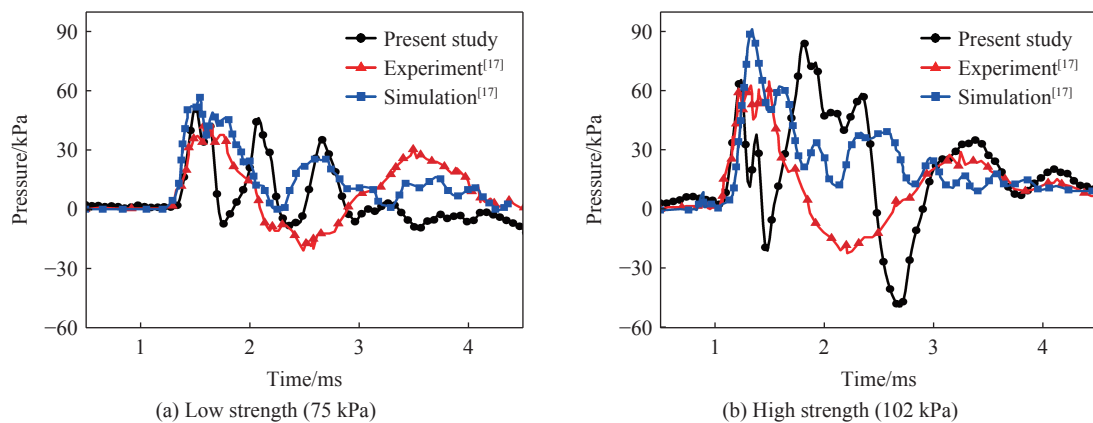 90
60
30
0
−30
−60
Pressure/kPa
1
2
3
4
Time/ms
Present study
Experiment[17]
Simulation[17]
(a) Low strength (75 kPa)
90
60
30
0
−30
−60
Pressure/kPa
1
2
3
4
Time/ms
Present study
Experiment[17]
Simulation[17]
(b) High strength (102 kPa)